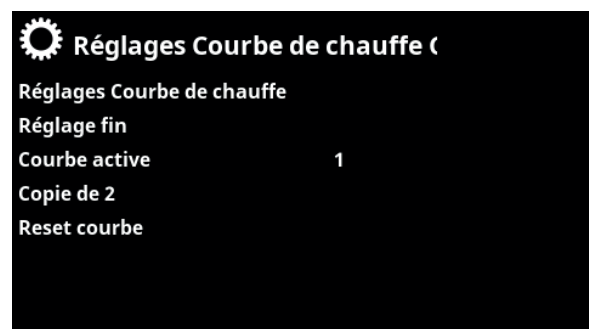 Réglages Courbe de chauffe
Réglages Courbe de chauffe
Réglage fin
Courbe active 1
Copie de 2
Reset courbe